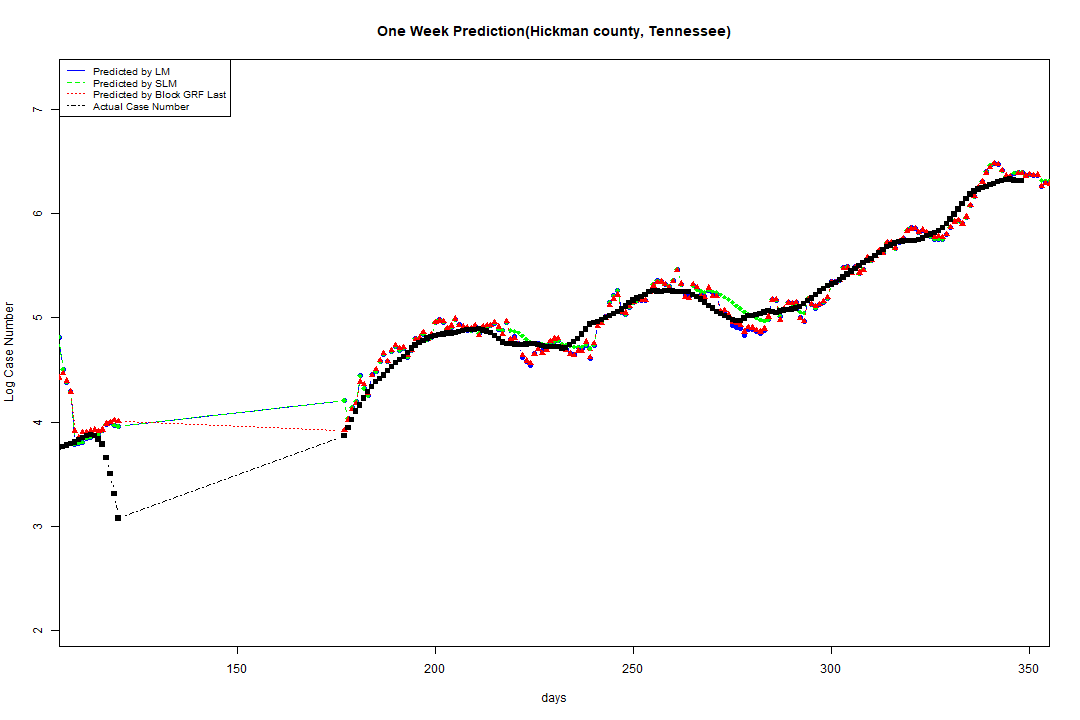 One Week Prediction(Hickman county, Tennessee)
Predicted by LM
Predicted by SLM
Predicted by Block GRF Last
Actual Case Number
7
6
5
4
3
2
Log Case Number
150
200
250
300
350
days